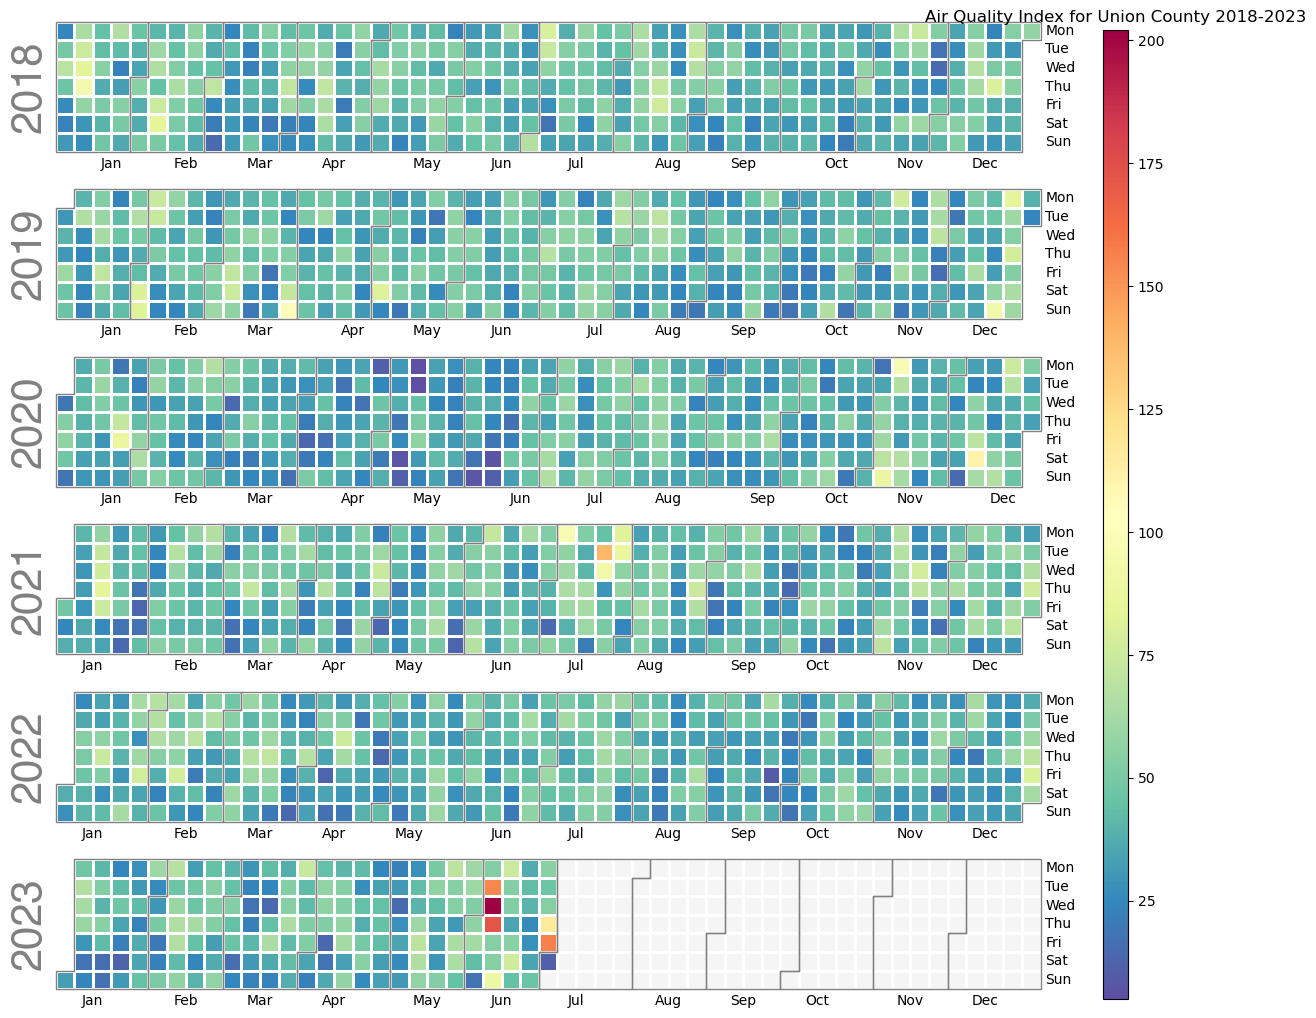 Air Quality Index for Union County 2018-2023
2018
Mon
Tue
Wed
Thu
Fri
Sat
Sun
Jan Feb Mar Apr May Jun Jul Aug Sep Oct Nov Dec
2019
Mon
Tue
Wed
Thu
Fri
Sat
Sun
Jan Feb Mar Apr May Jun Jul Aug Sep Oct Nov Dec
2020
Mon
Tue
Wed
Thu
Fri
Sat
Sun
Jan Feb Mar Apr May Jun Jul Aug Sep Oct Nov Dec
2021
Mon
Tue
Wed
Thu
Fri
Sat
Sun
Jan Feb Mar Apr May Jun Jul Aug Sep Oct Nov Dec
2022
Mon
Tue
Wed
Thu
Fri
Sat
Sun
Jan Feb Mar Apr May Jun Jul Aug Sep Oct Nov Dec
2023
Mon
Tue
Wed
Thu
Fri
Sat
Sun
Jan Feb Mar Apr May Jun Jul Aug Sep Oct Nov Dec
200
175
150
125
100
75
50
25